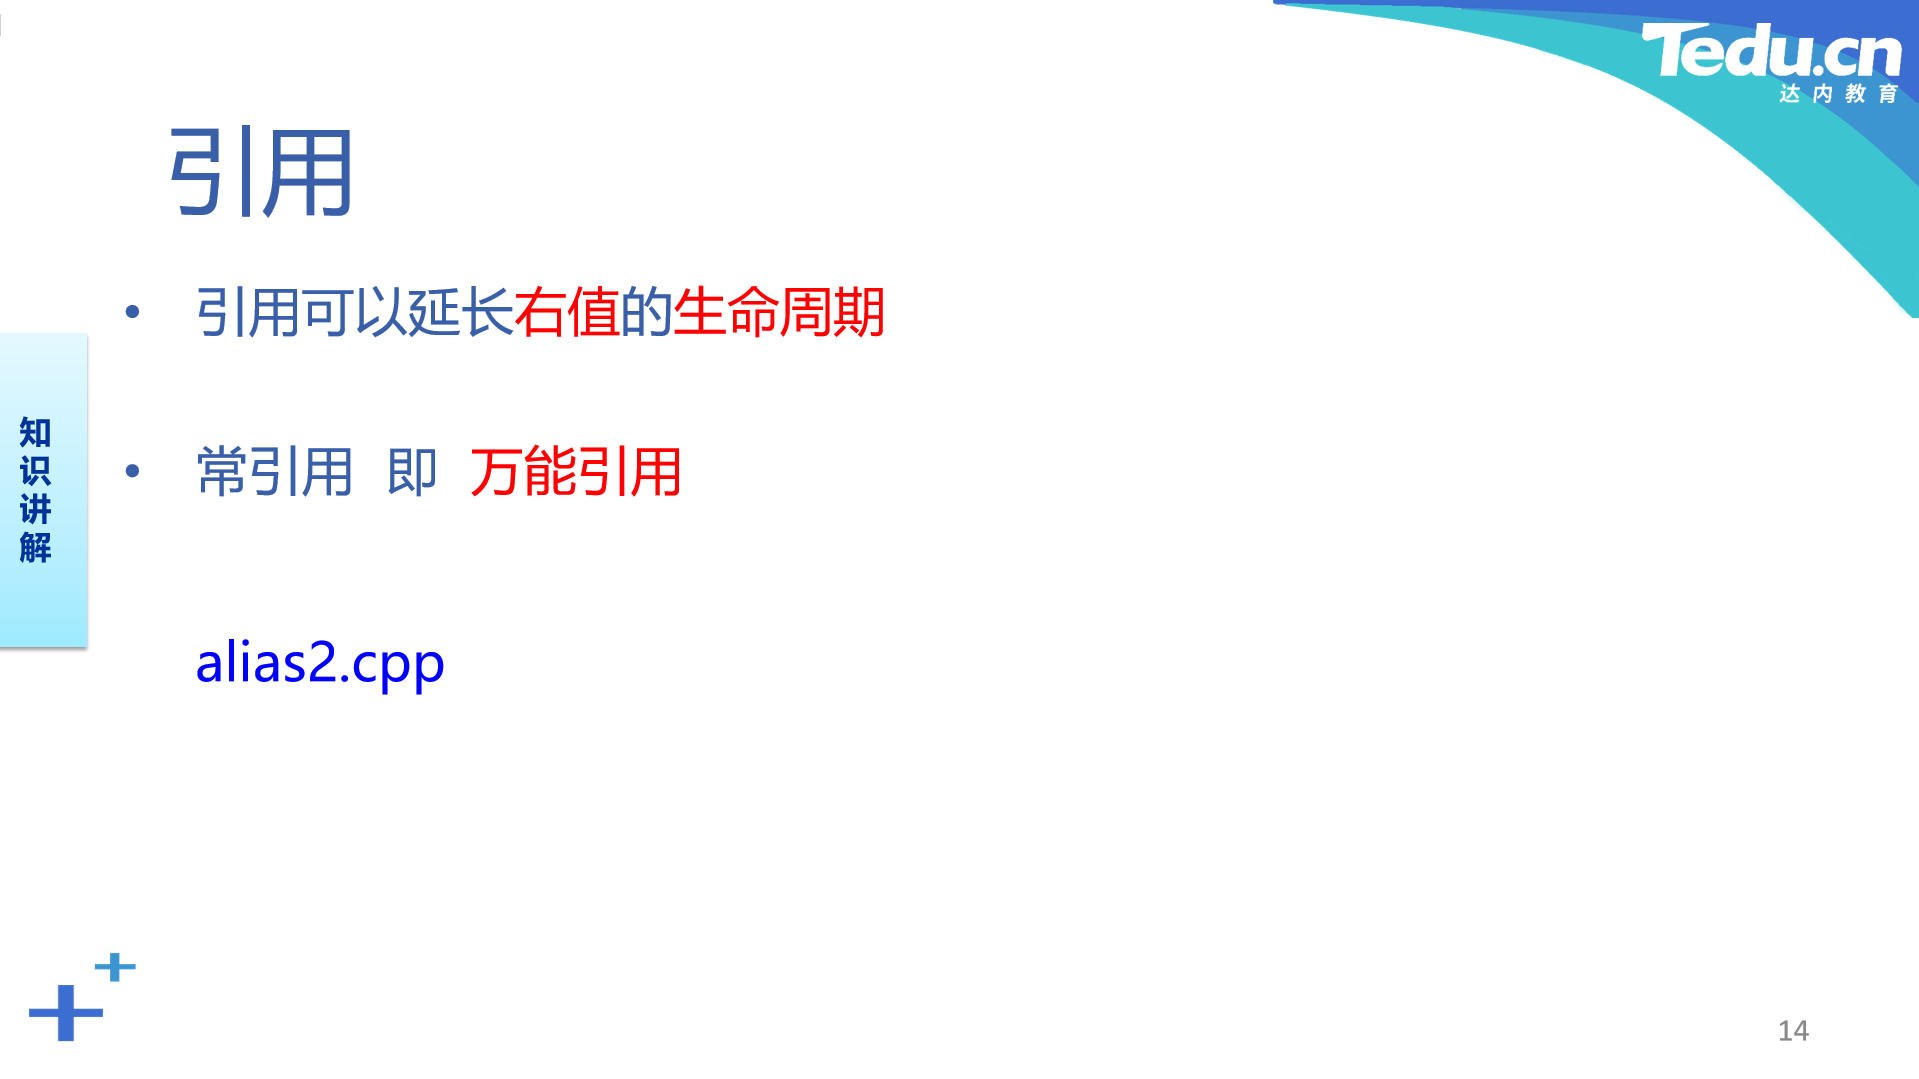 Tedu.cn
达内教育
引用
• 引用可以延长右值的生命周期
• 常引用 即 万能引用
知识讲解
alias2.cpp
14